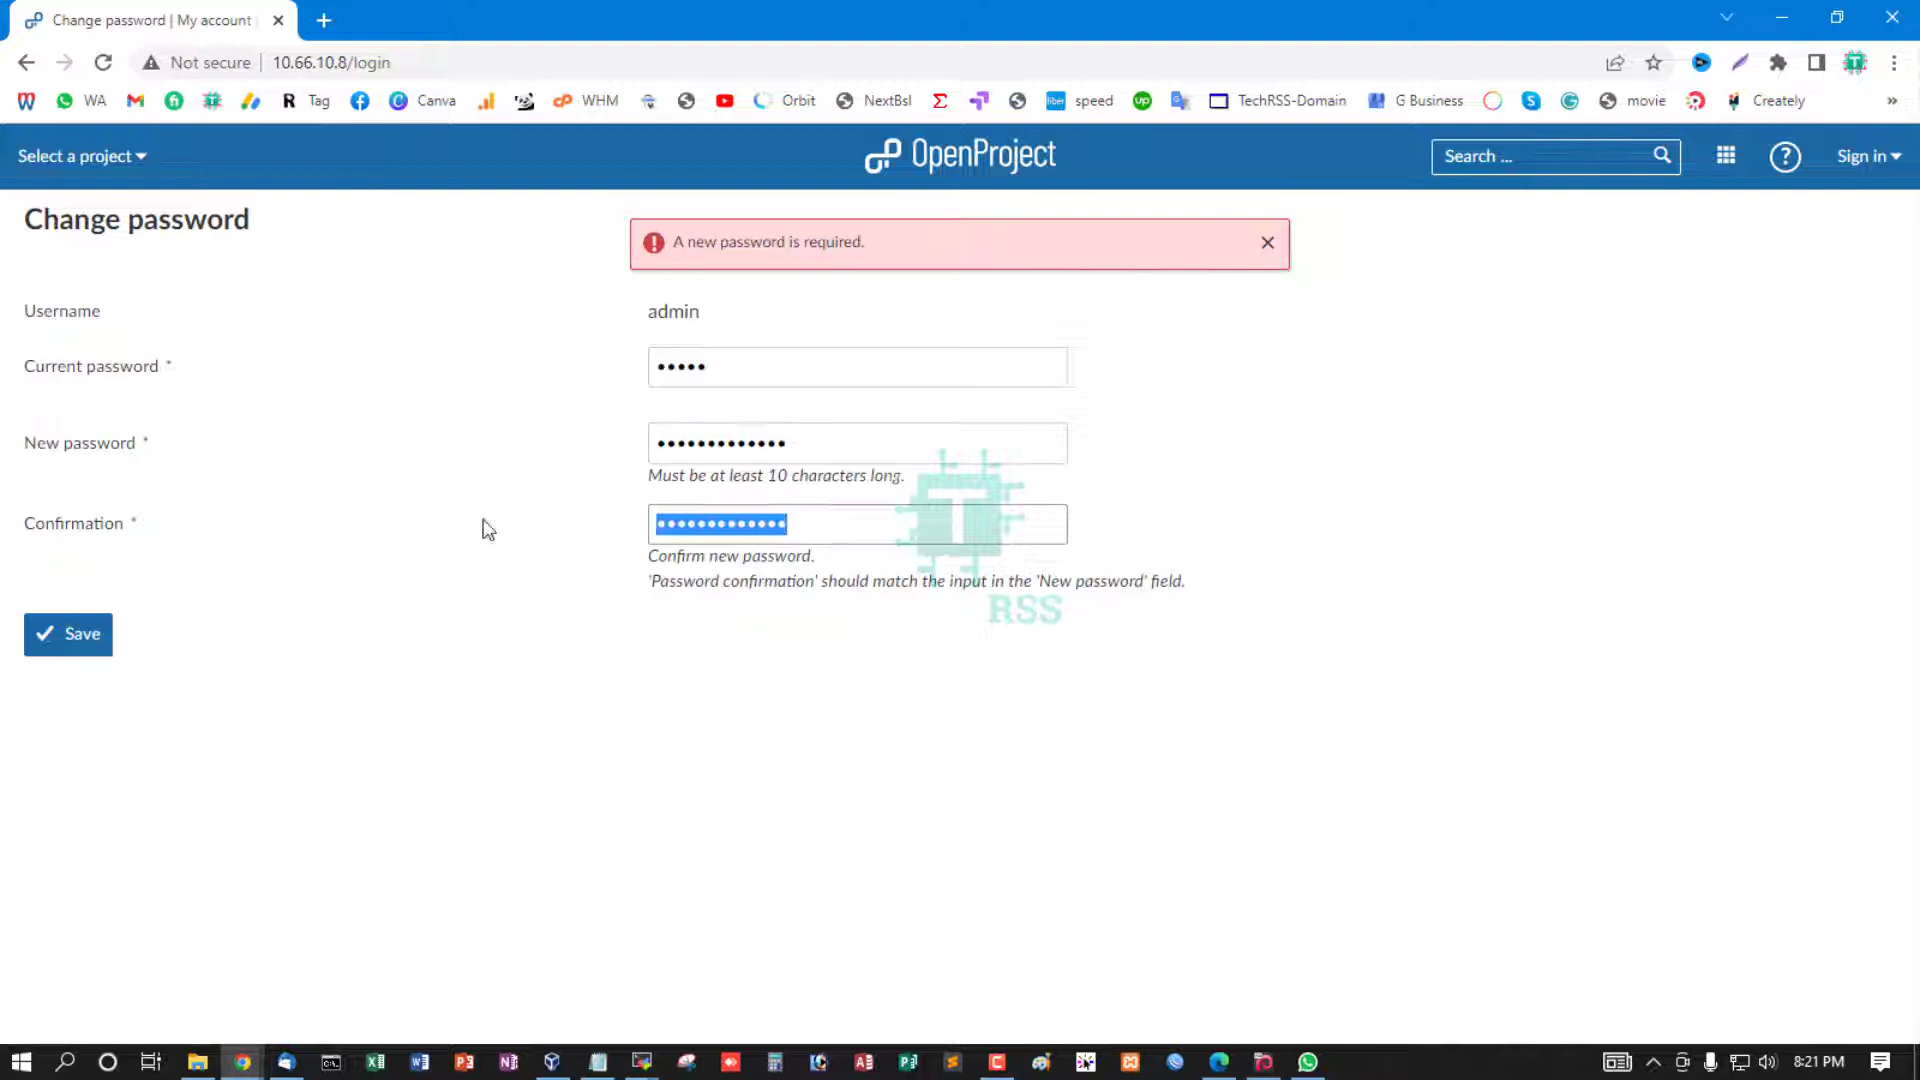 Change password | My account
Not secure
10.66.10.8/login
WA
Tag
Canva
WHM
Orbit
NextBsl
speed
TechRSS-Domain
G Business
movie
Creately
Select a project
OpenProject
Search ...
Sign in
Change password
A new password is required.
Username
admin
Current password *
New password *
Must be at least 10 characters long.
Confirmation *
Confirm new password.
'Password confirmation' should match the input in the 'New password' field.
RSS
Save
8:21 PM